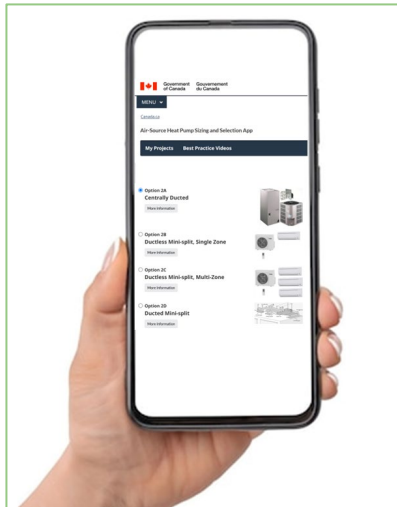 Government Gouvernement
of Canada du Canada
MENU
Canada.ca
Air-Source Heat Pump Sizing and Selection App
My Projects Best Practice Videos
Option 2A
Centrally Ducted
More Information
Option 2B
Ductless Mini-split, Single Zone
More Information
Option 2C
Ductless Mini-split, Multi-Zone
More Information
Option 2D
Ducted Mini-split
More Information